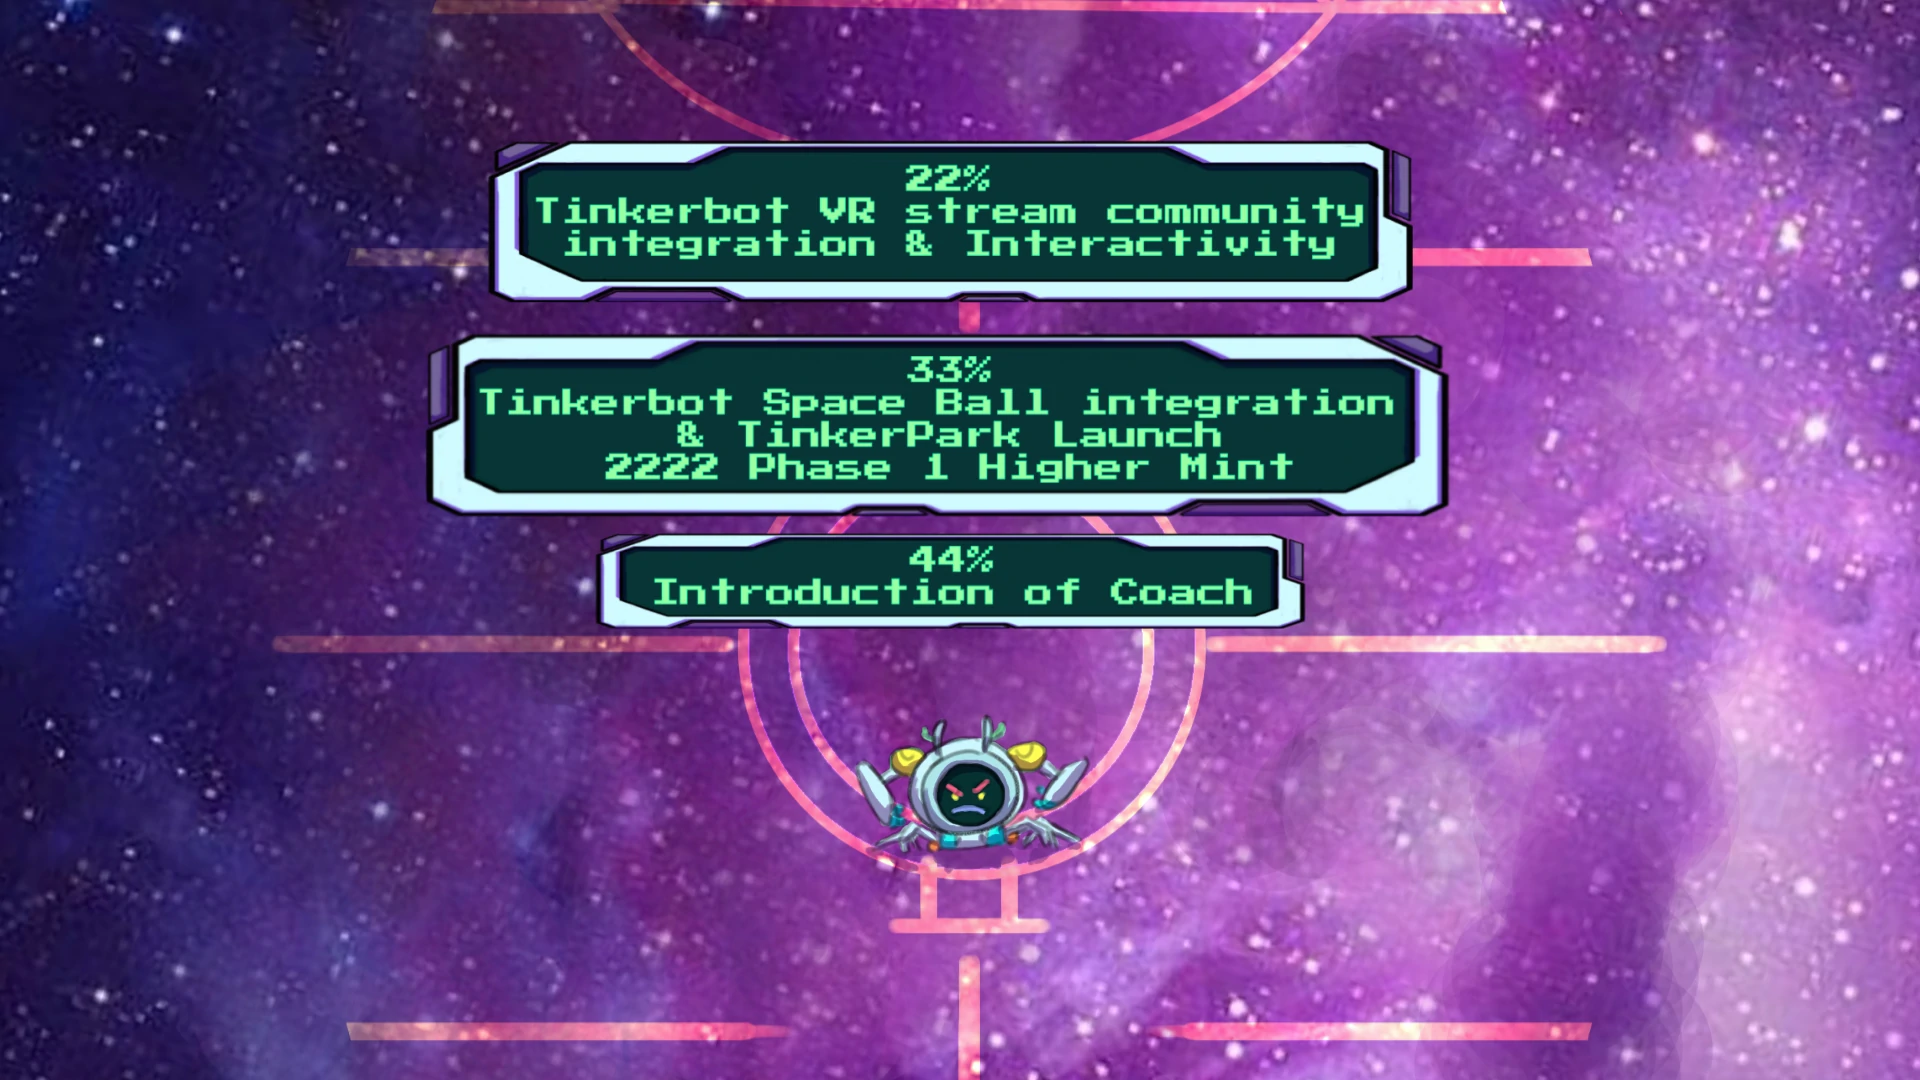 22%
Tinkerbot VR stream community
integration & Interactivity
33%
Tinkerbot Space Ball integration
& TinkerPark Launch
2222 Phase 1 Higher Mint
44%
Introduction of Coach